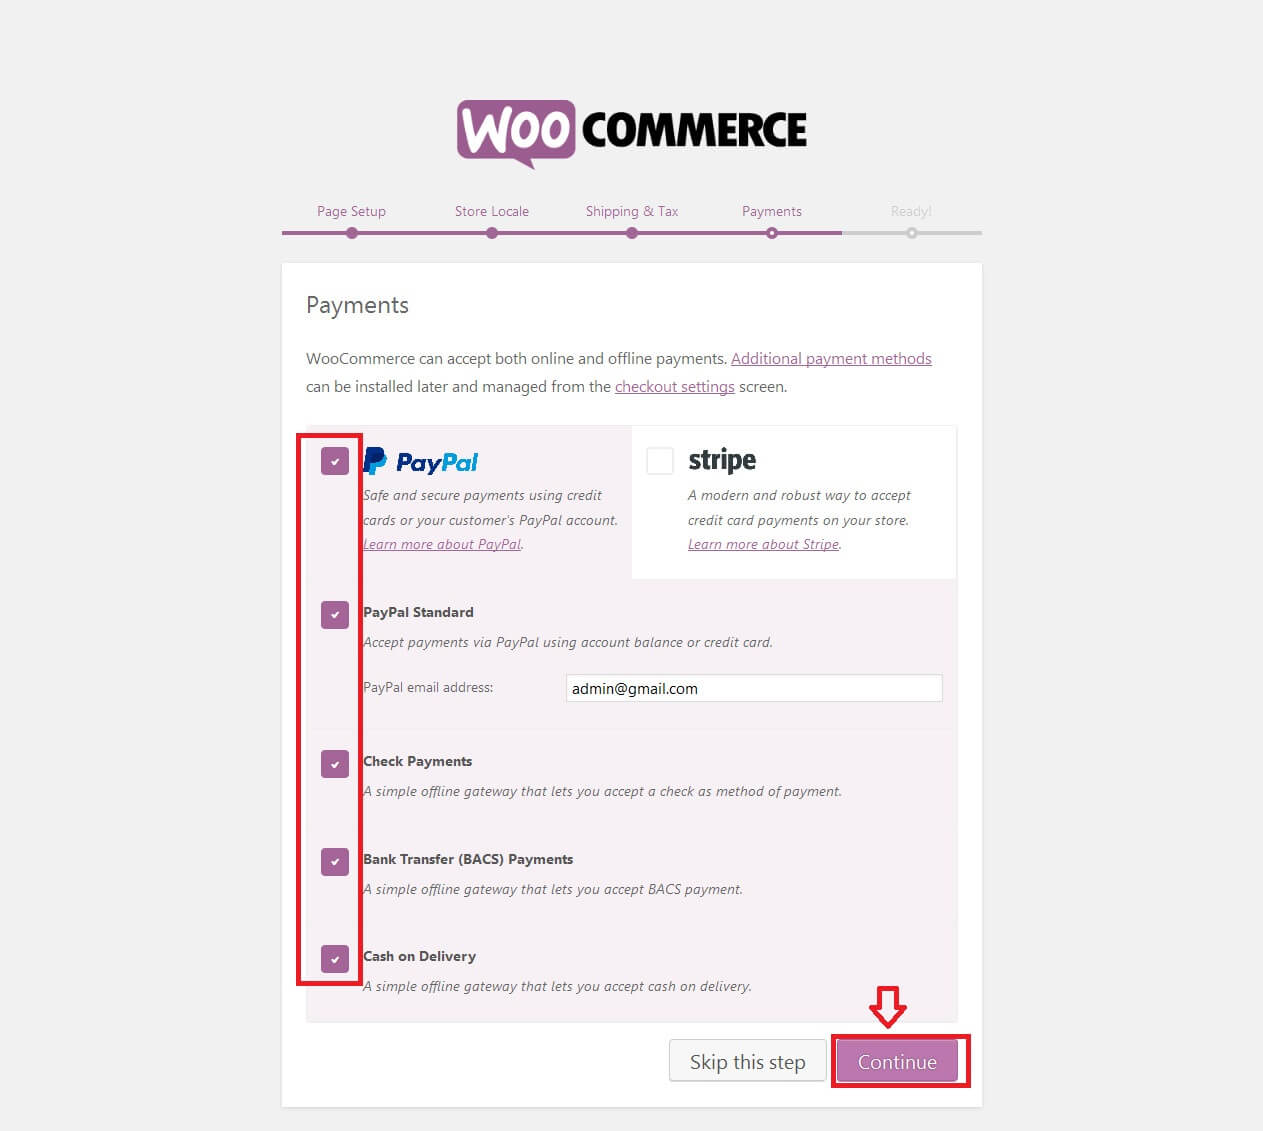 WOO COMMERCE
Page Setup Store Locale Shipping & Tax Payments Ready!
Payments
WooCommerce can accept both online and offline payments. Additional payment methods
can be installed later and managed from the checkout settings screen.
PayPal
Safe and secure payments using credit
cards or your customer's PayPal account.
Learn more about PayPal.
stripe
A modern and robust way to accept
credit card payments on your store.
Learn more about Stripe.
PayPal Standard
Accept payments via PayPal using account balance or credit card.
PayPal email address: admin@gmail.com
Check Payments
A simple offline gateway that lets you accept a check as method of payment.
Bank Transfer (BACS) Payments
A simple offline gateway that lets you accept BACS payment.
Cash on Delivery
A simple offline gateway that lets you accept cash on delivery.
Skip this step Continue